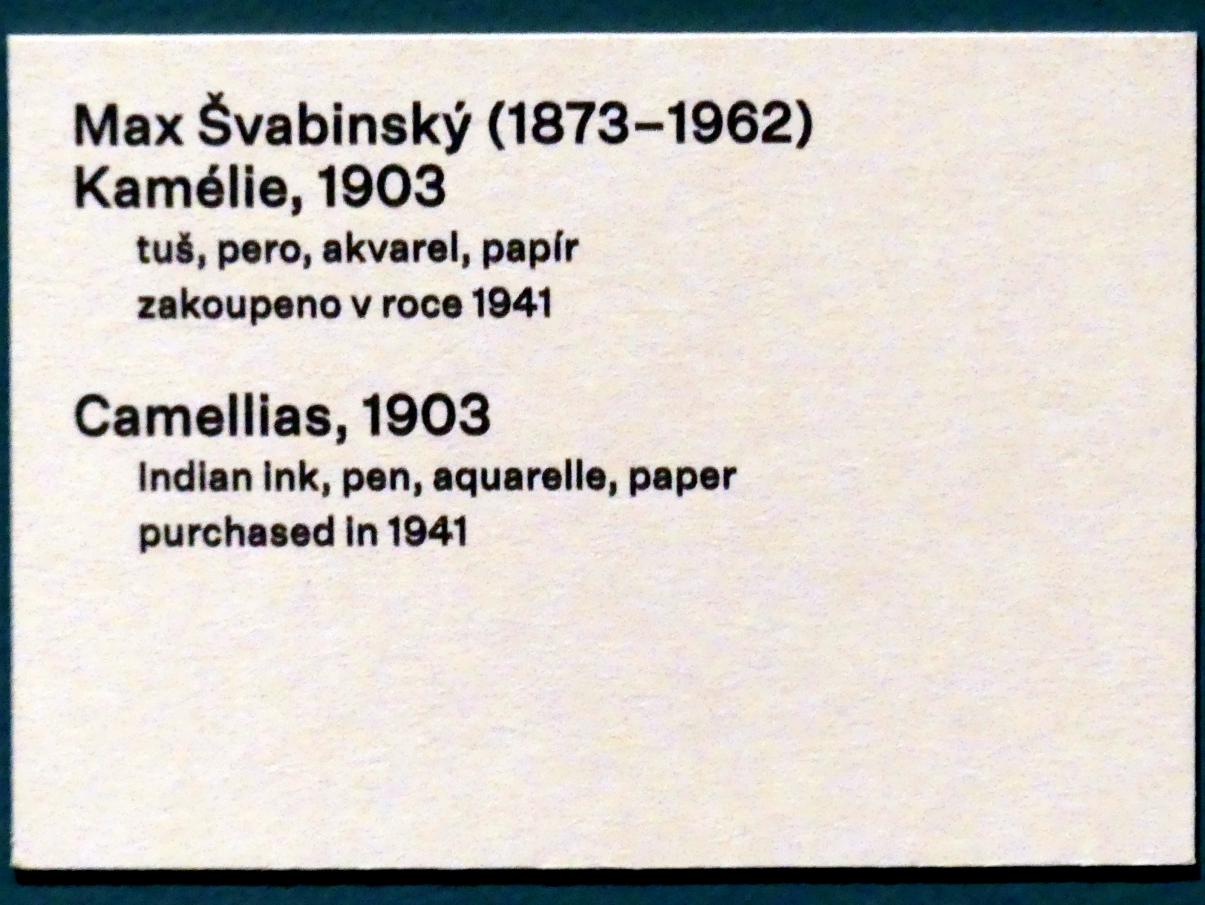 Max Švabinský (1873–1962)
Kamélie, 1903
tuš, pero, akvarel, papír
zakoupeno v roce 1941
Camellias, 1903
Indian ink, pen, aquarelle, paper
purchased in 1941